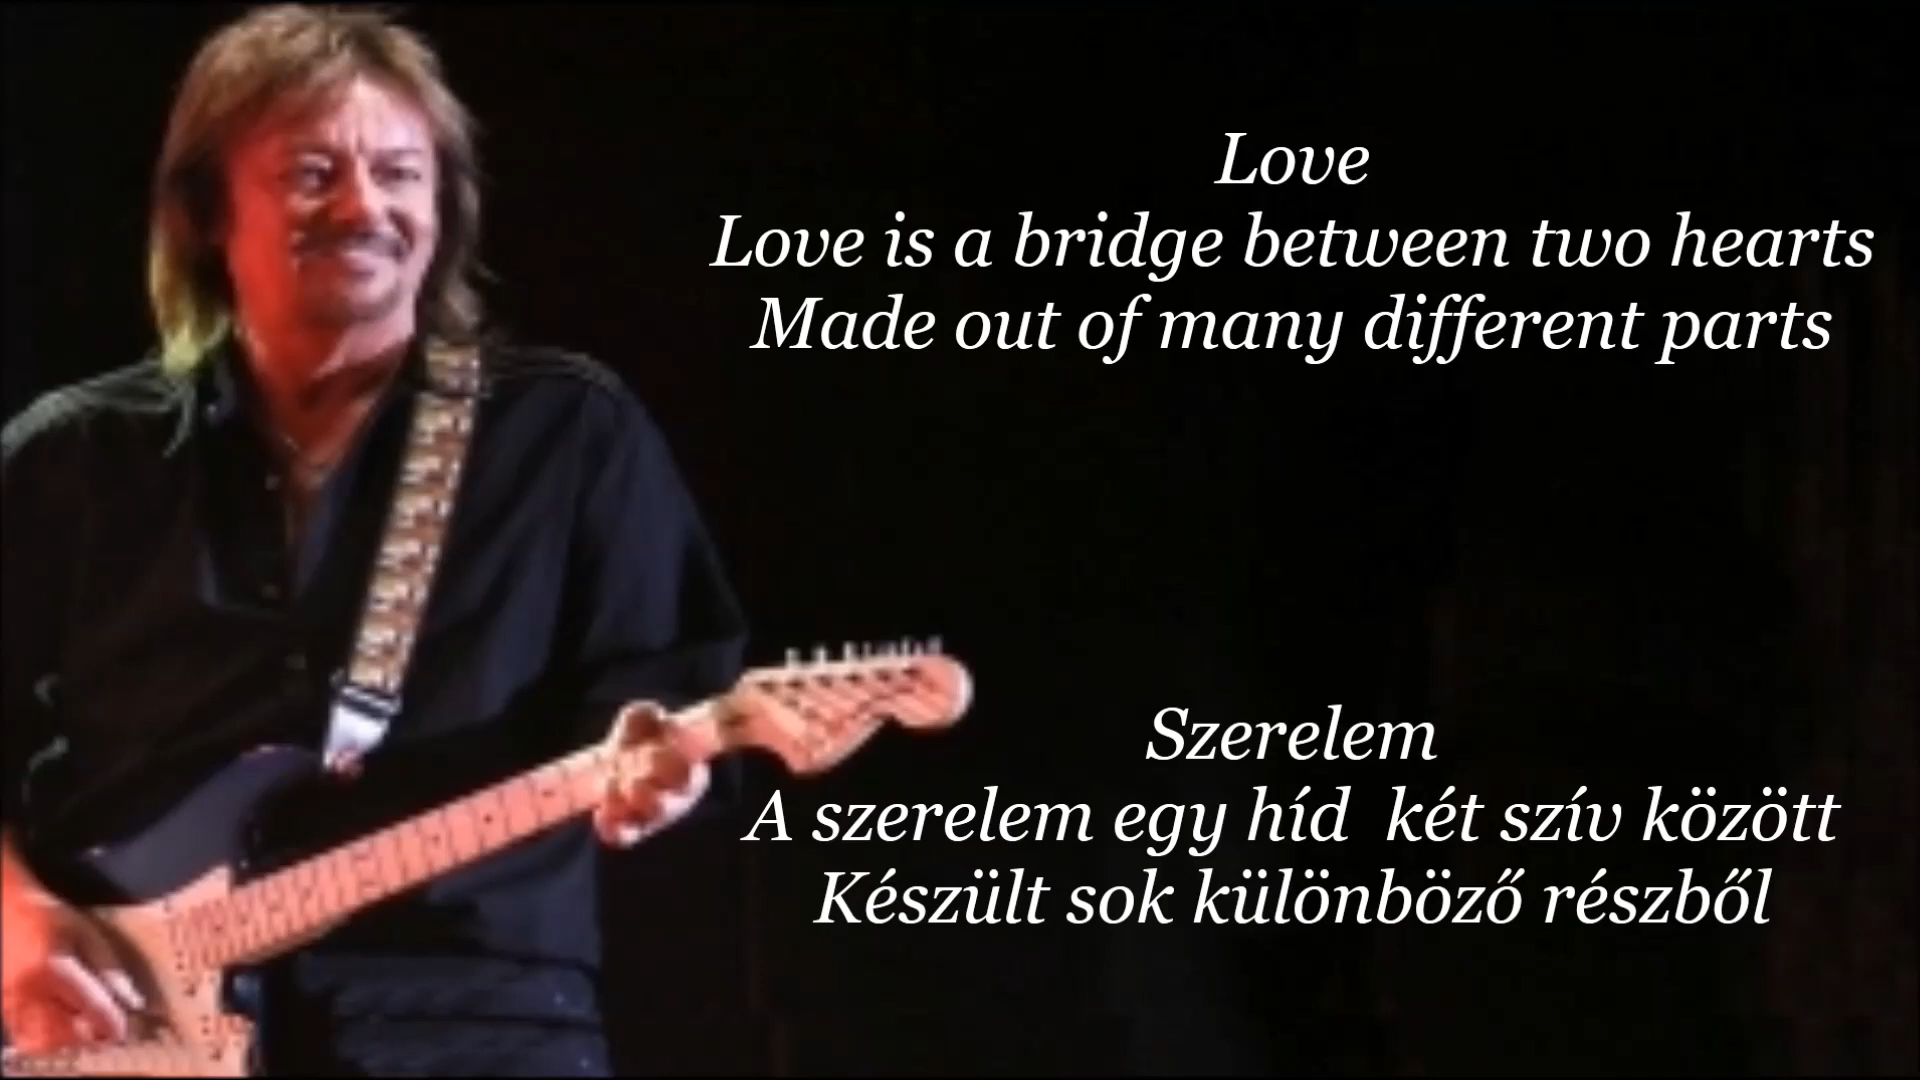 Love
Love is a bridge between two hearts
Made out of many different parts
Szerelem
A szerelem egy híd  két szív között
Készült sok különböző részből